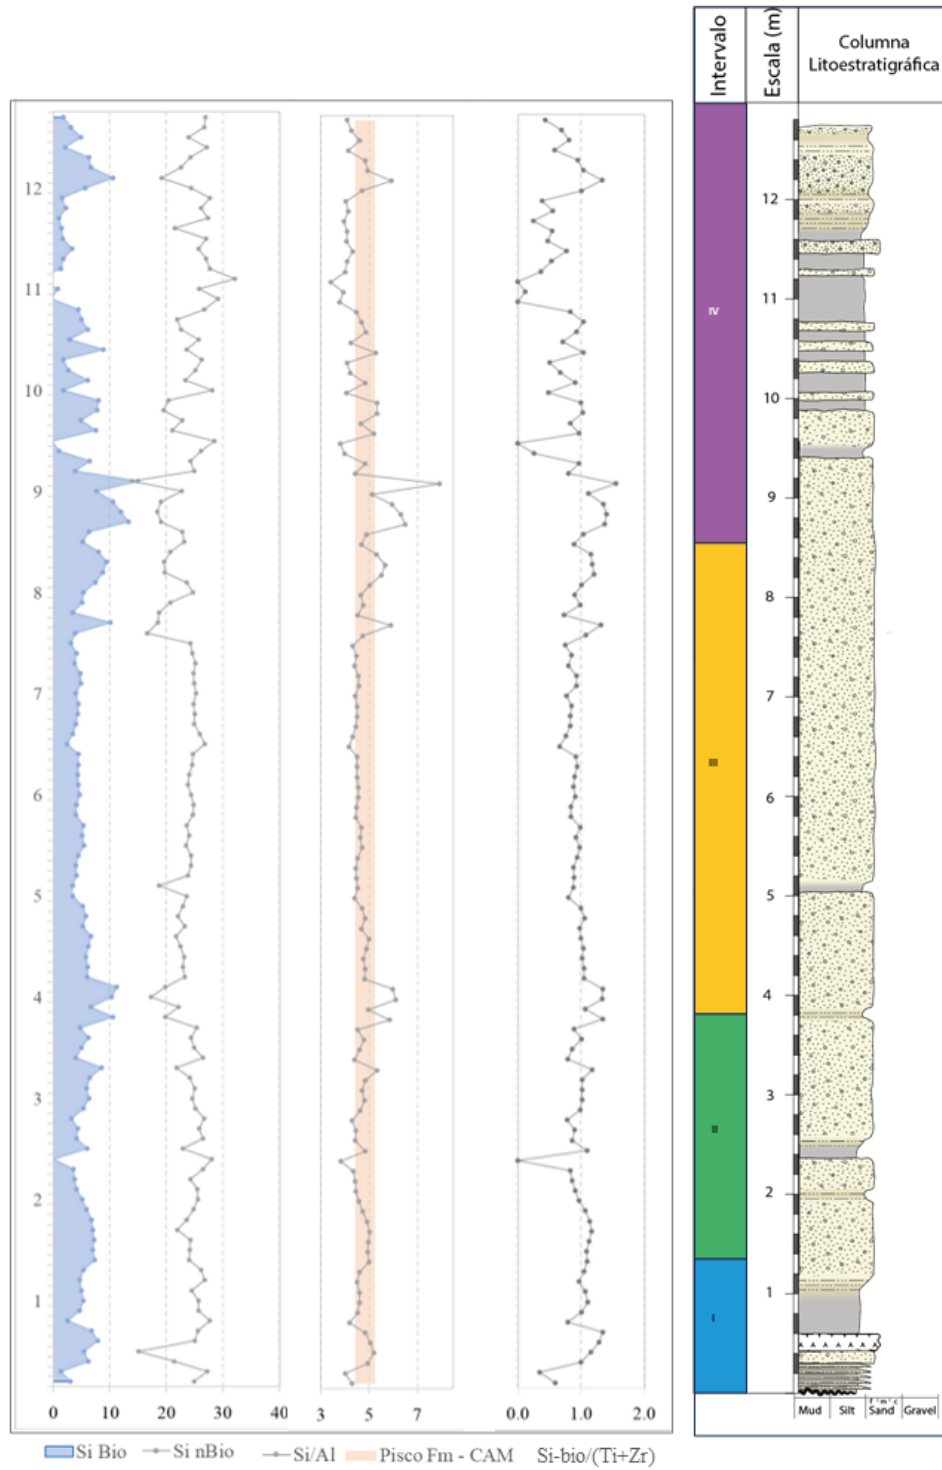 Intervalo
Escala (m)
Columna
Litoestratigráfica
12
11
10
9
8
7
6
5
4
3
2
1
0 10 20 30 40
3 5 7
0.0 1.0 2.0
IV
III
II
I
12
11
10
9
8
7
6
5
4
3
2
1
Mud Silt Sand Gravel
Si Bio Si nBio Si/Al Pisco Fm - CAM Si-bio/(Ti+Zr)